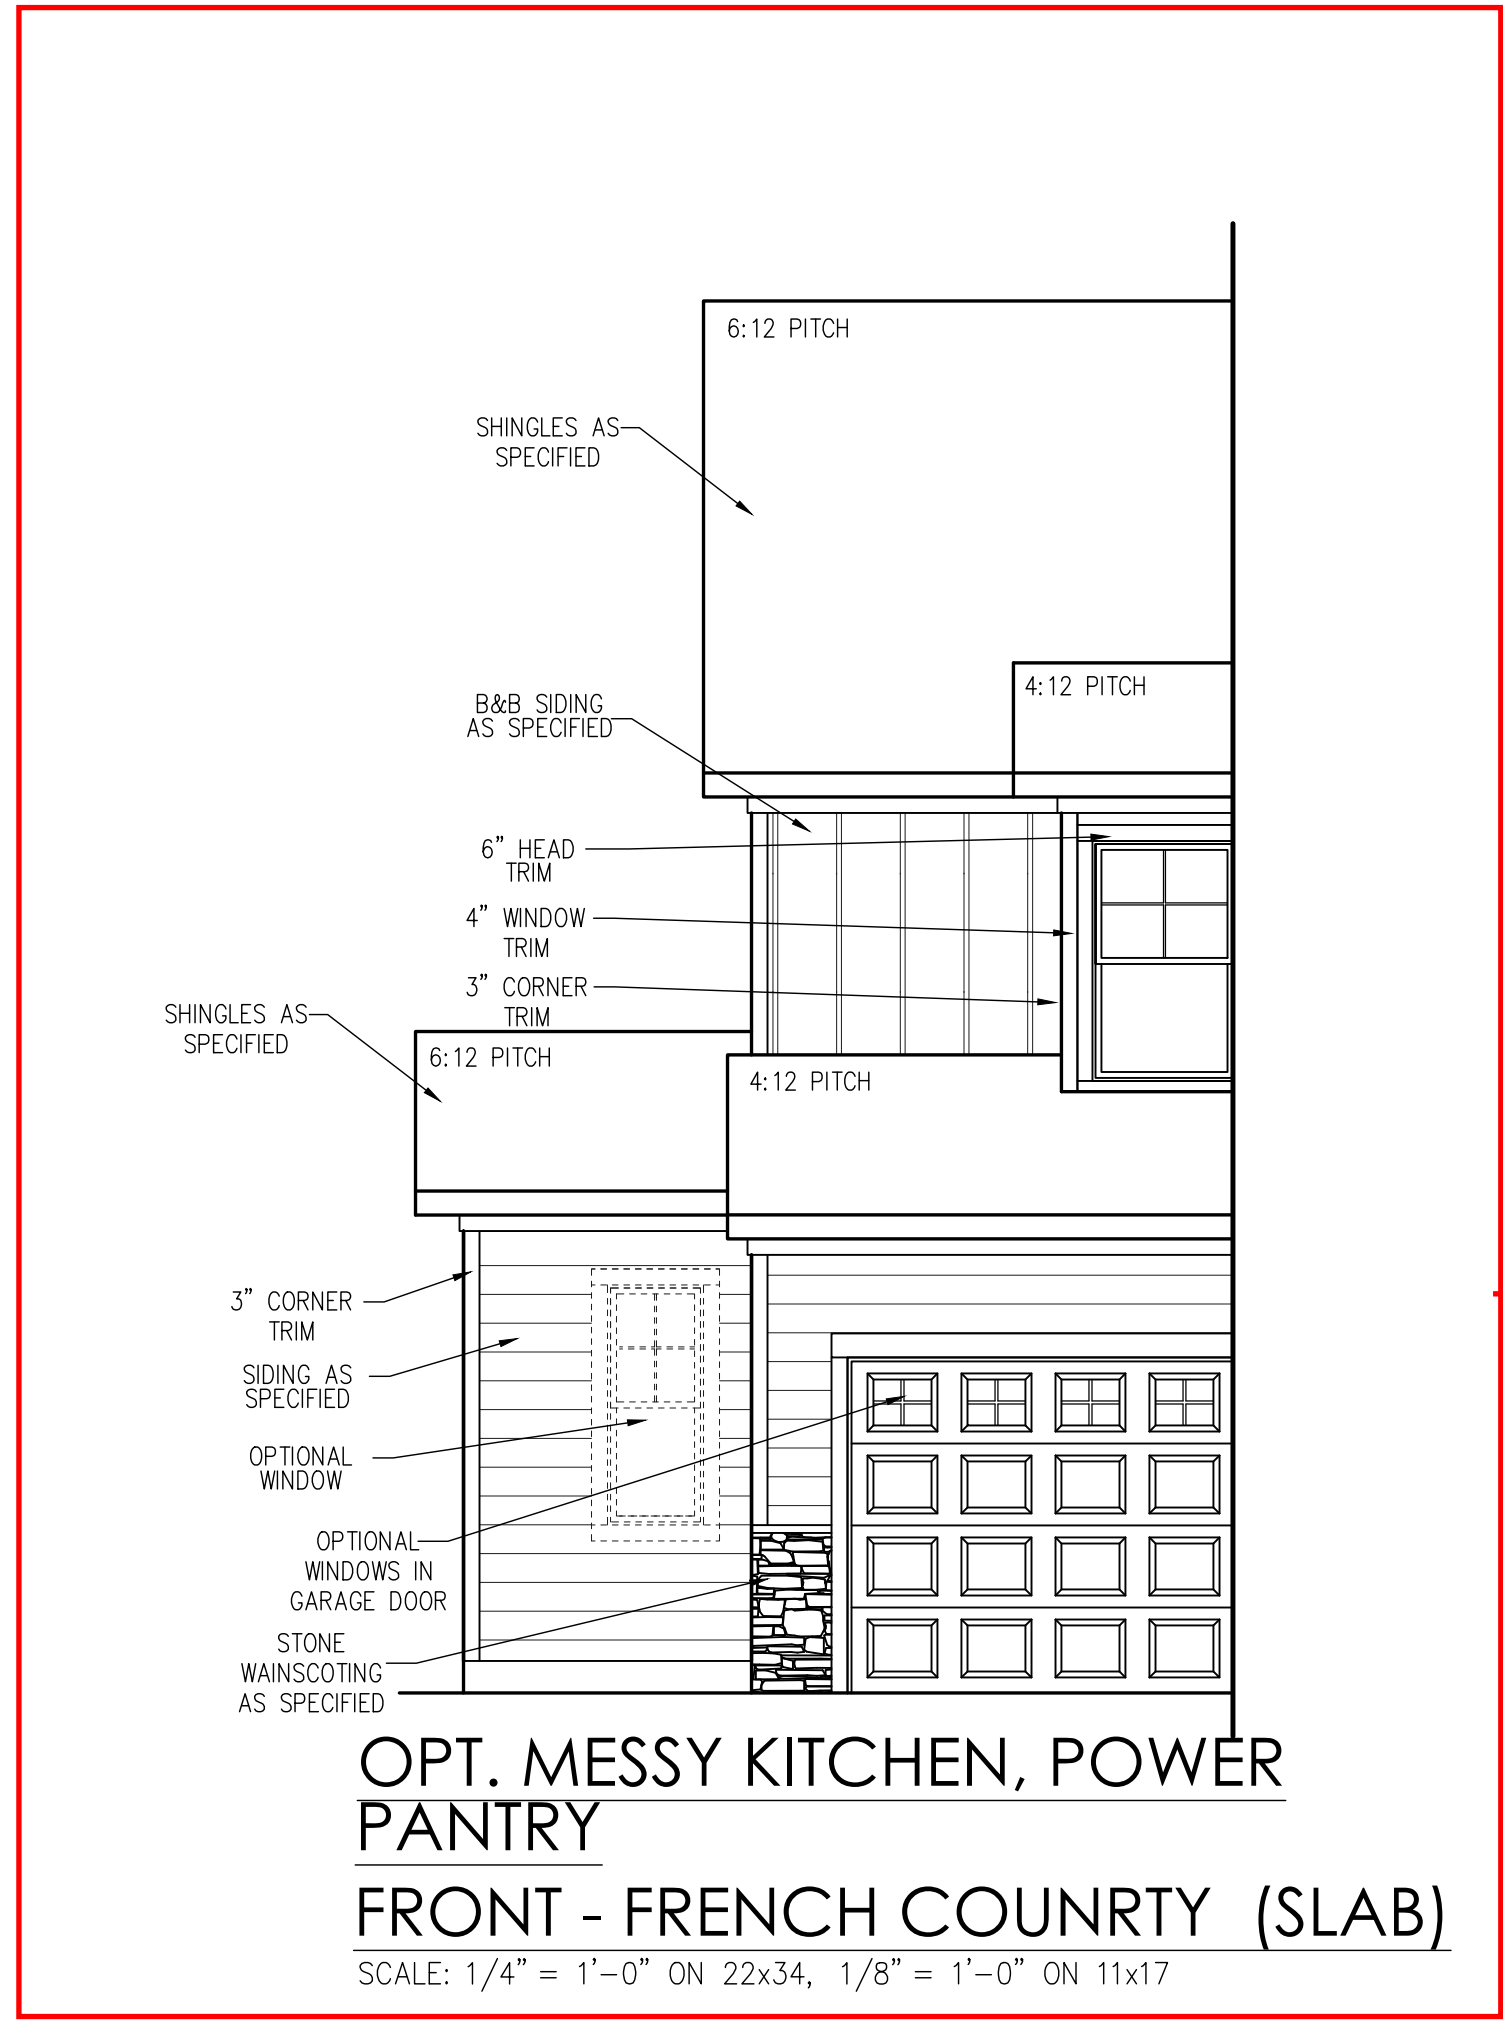 6:12 PITCH
SHINGLES AS
SPECIFIED
4:12 PITCH
B&B SIDING
AS SPECIFIED
6" HEAD
TRIM
4" WINDOW
TRIM
3" CORNER
TRIM
SHINGLES AS
SPECIFIED
6:12 PITCH
4:12 PITCH
3" CORNER
TRIM
SIDING AS
SPECIFIED
OPTIONAL
WINDOW
OPTIONAL
WINDOWS IN
GARAGE DOOR
STONE
WAINSCOTING
AS SPECIFIED
OPT. MESSY KITCHEN, POWER
PANTRY
FRONT - FRENCH COUNRTY (SLAB)
SCALE: 1/4" = 1'-0" ON 22x34, 1/8" = 1'-0" ON 11x17